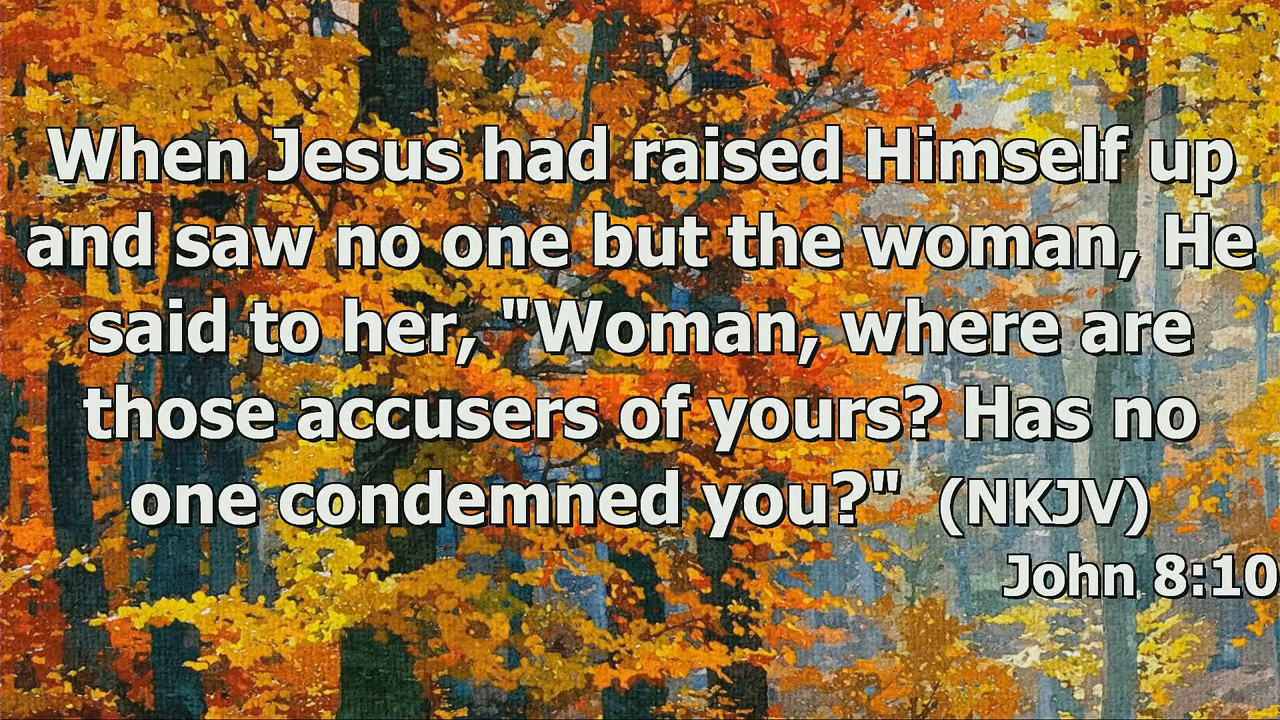 When Jesus had raised Himself up
and saw no one but the woman, He
said to her, "Woman, where are
those accusers of yours? Has no
one condemned you?" (NKJV)
John 8:10